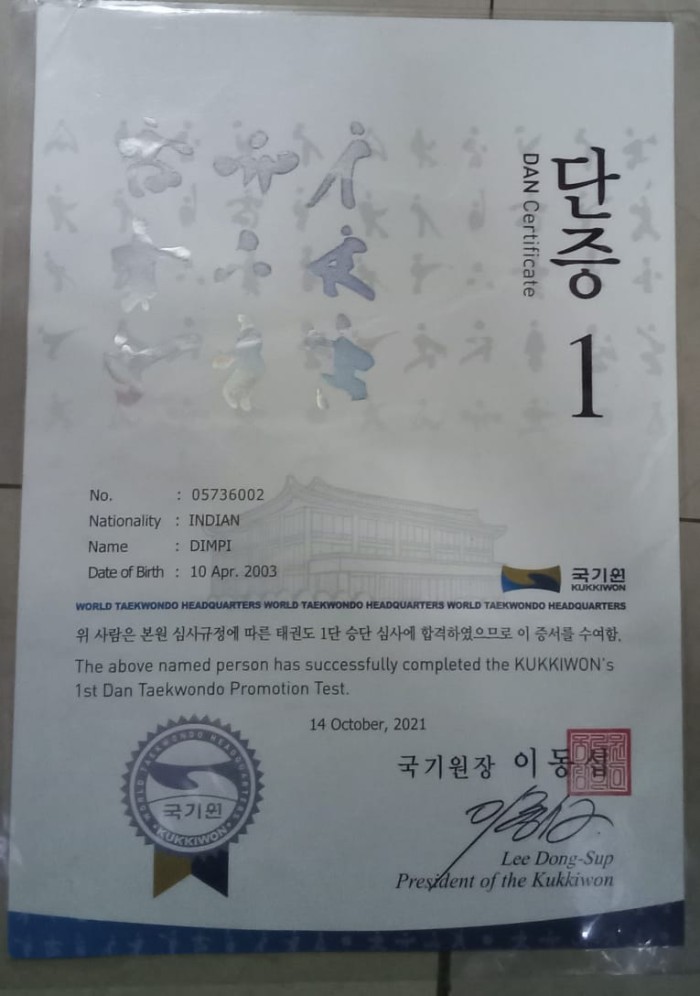 단증
DAN Certificate
1
No. : 05736002
Nationality : INDIAN
Name : DIMPI
Date of Birth : 10 Apr. 2003
국기원
KUKKIWON
WORLD TAEKWONDO HEADQUARTERS WORLD TAEKWONDO HEADQUARTERS WORLD TAEKWONDO HEADQUARTERS
위 사람은 본원 심사규정에 따른 태권도 1단 승단 심사에 합격하였으므로 이 증서를 수여함.
The above named person has successfully completed the KUKKIWON's
1st Dan Taekwondo Promotion Test.
14 October, 2021
WORLD TAEKWONDO HEADQUARTERS
국기원
KUKKIWON
국기원장 이동섭
Lee Dong-Sup
President of the Kukkiwon